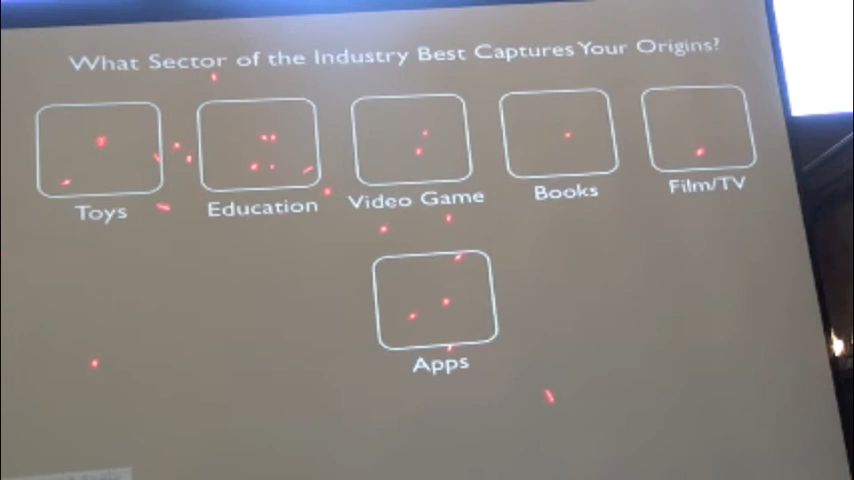 What Sector of the Industry Best Captures Your Origins?
Toys
Education
Video Game
Books
Film/TV
Apps